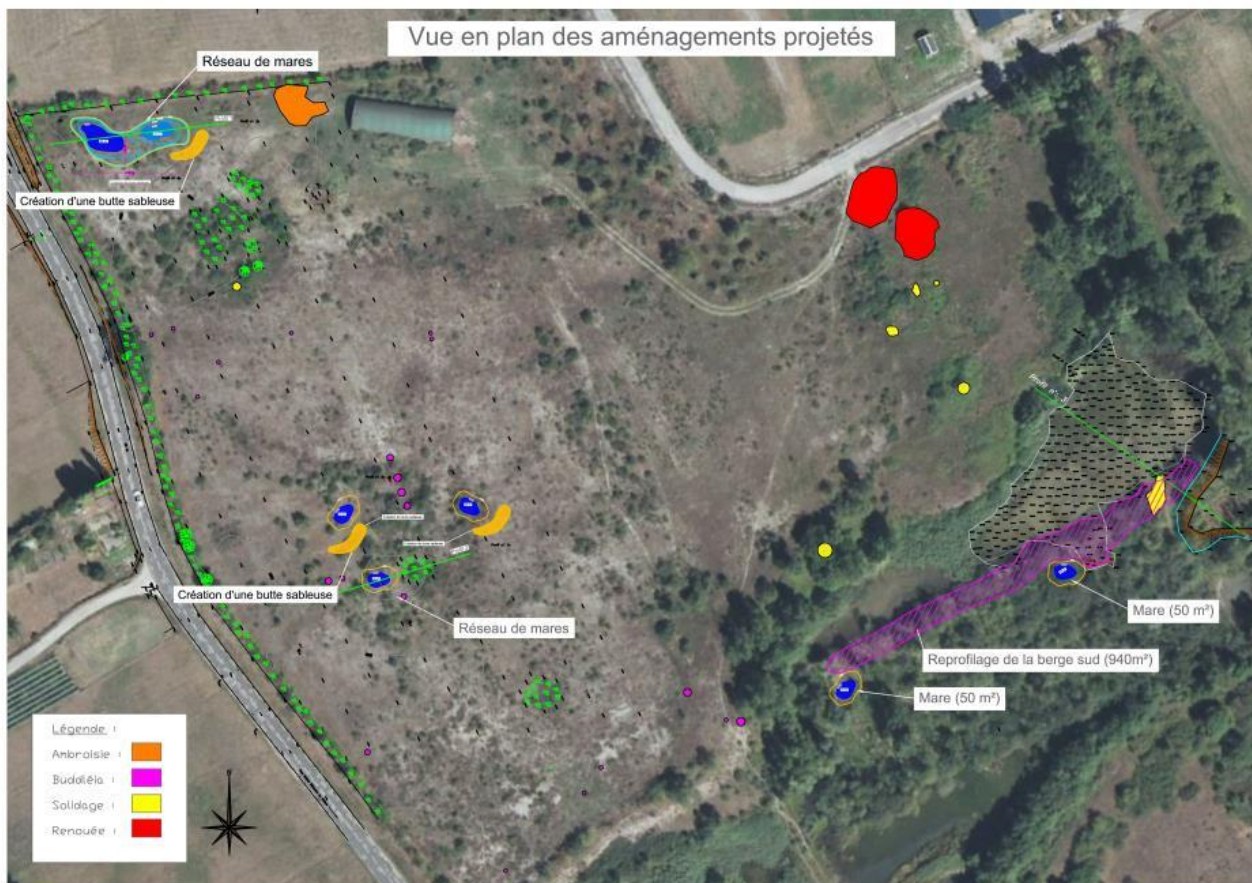 Vue en plan des aménagements projetés
Réseau de mares
Création d'une butte sableuse
Création d'une butte sableuse
Réseau de mares
Mare (50 m²)
Reprofilage de la berge sud (940m²)
Mare (50 m²)
Légende :
Ambroisie :
Buddléia :
Solidage :
Renouée :